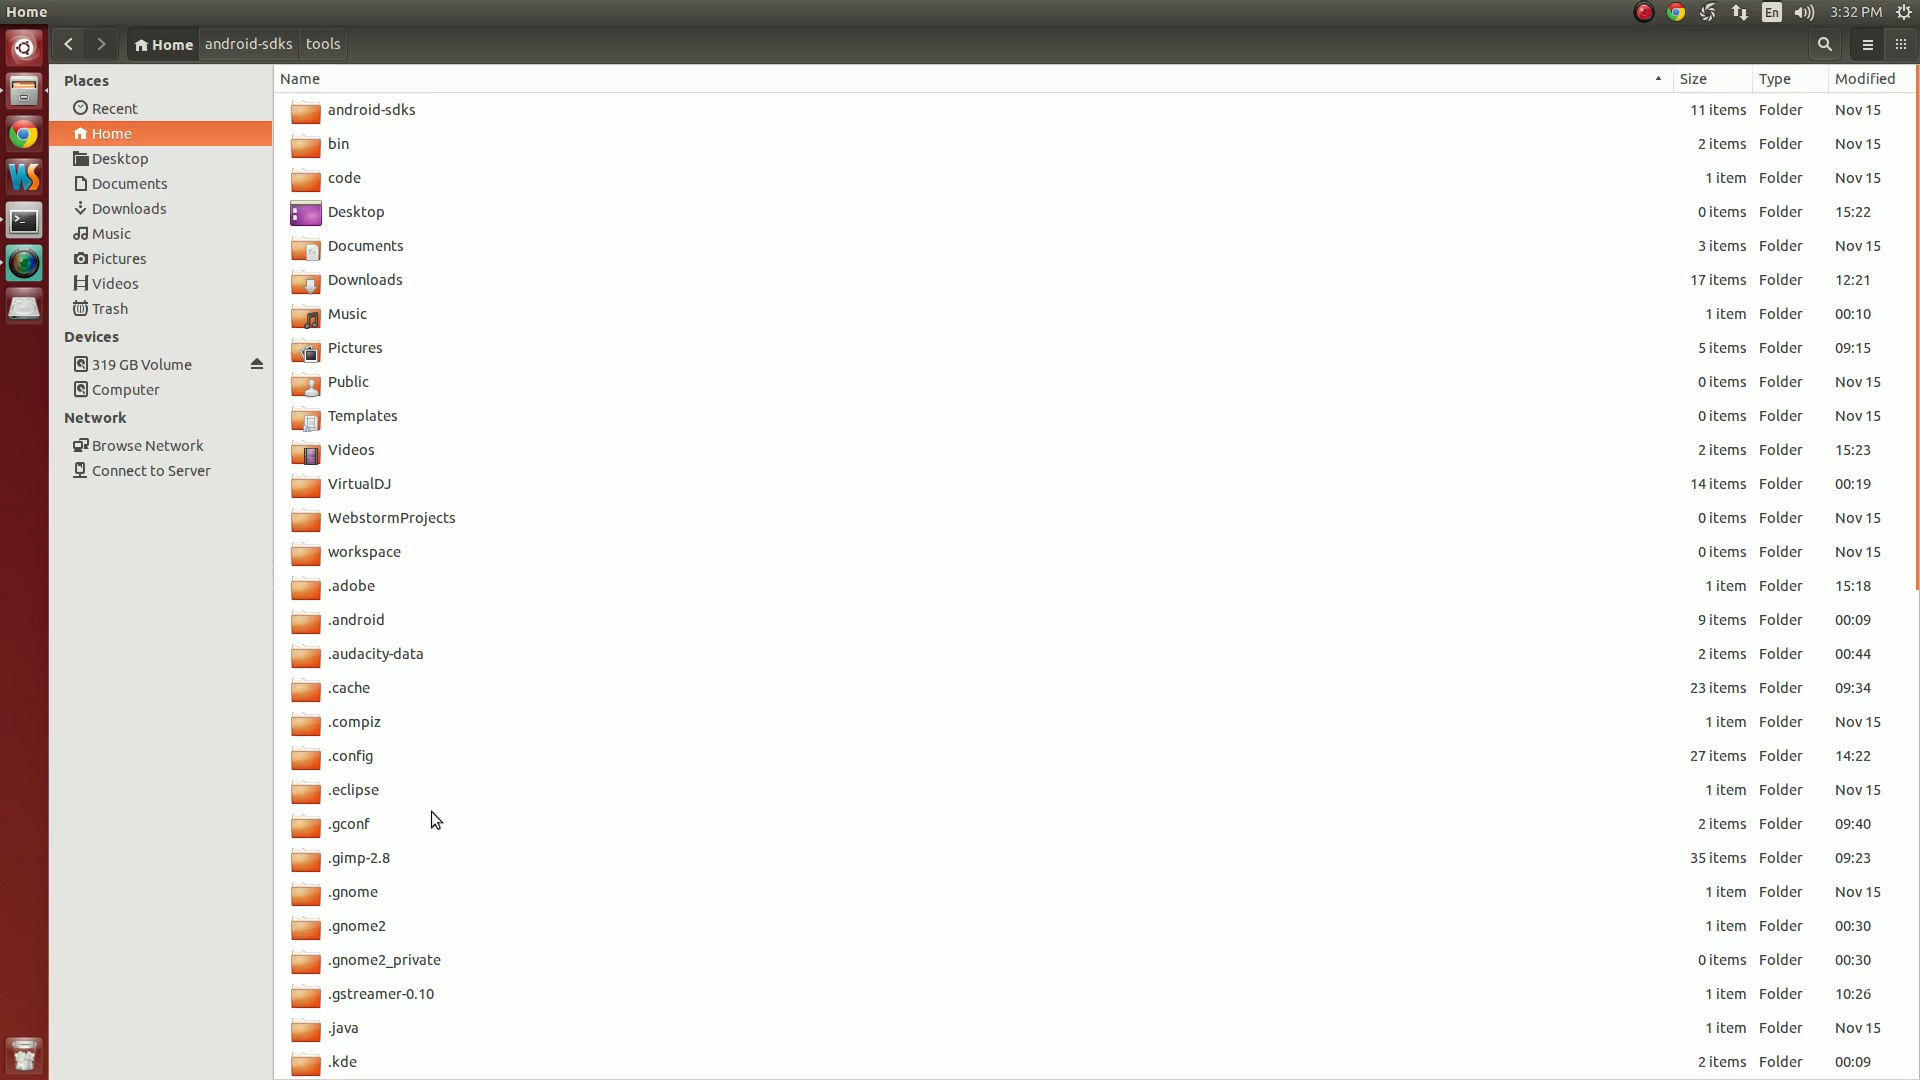 Home
En
3:32 PM
Home android-sdks tools
Places
Recent
Home
Desktop
Documents
Downloads
Music
Pictures
Videos
Trash
Devices
319 GB Volume
Computer
Network
Browse Network
Connect to Server
Name Size Type Modified
android-sdks 11 items Folder Nov 15
bin 2 items Folder Nov 15
code 1 item Folder Nov 15
Desktop 0 items Folder 15:22
Documents 3 items Folder Nov 15
Downloads 17 items Folder 12:21
Music 1 item Folder 00:10
Pictures 5 items Folder 09:15
Public 0 items Folder Nov 15
Templates 0 items Folder Nov 15
Videos 2 items Folder 15:23
VirtualDJ 14 items Folder 00:19
WebstormProjects 0 items Folder Nov 15
workspace 0 items Folder Nov 15
.adobe 1 item Folder 15:18
.android 9 items Folder 00:09
.audacity-data 2 items Folder 00:44
.cache 23 items Folder 09:34
.compiz 1 item Folder Nov 15
.config 27 items Folder 14:22
.eclipse 1 item Folder Nov 15
.gconf 2 items Folder 09:40
.gimp-2.8 35 items Folder 09:23
.gnome 1 item Folder Nov 15
.gnome2 1 item Folder 00:30
.gnome2_private 0 items Folder 00:30
.gstreamer-0.10 1 item Folder 10:26
.java 1 item Folder Nov 15
.kde 2 items Folder 00:09
WS